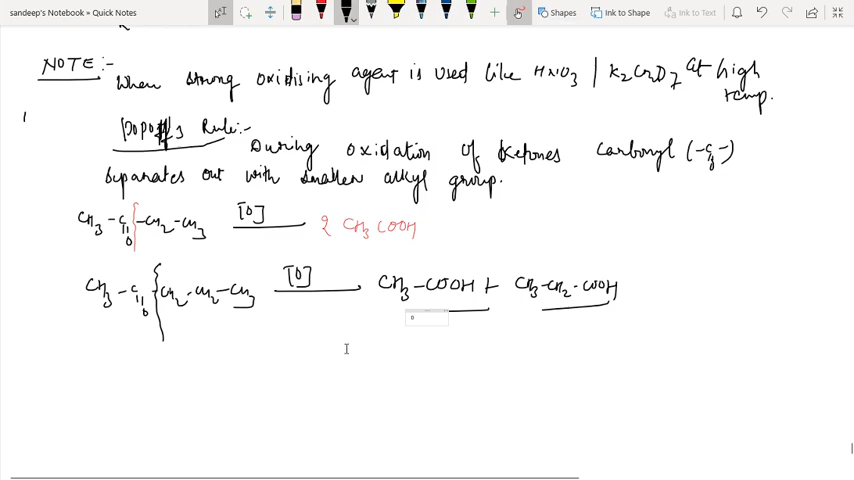 sandeep's Notebook » Quick Notes
Shapes
Ink to Shape
Ink to Text
NOTE:- When strong oxidising agent is used like HNO3 | K2Cr2O7 at high temp.
Popoff's Rule:- During oxidation of ketones carbonyl (-C-)
separates out with smaller alkyl group.
CH3-C-CH2-CH3 [O] 2 CH3COOH
O
CH3-C-CH2-CH2-CH3 [O] CH3-COOH + CH3-CH2-COOH
O